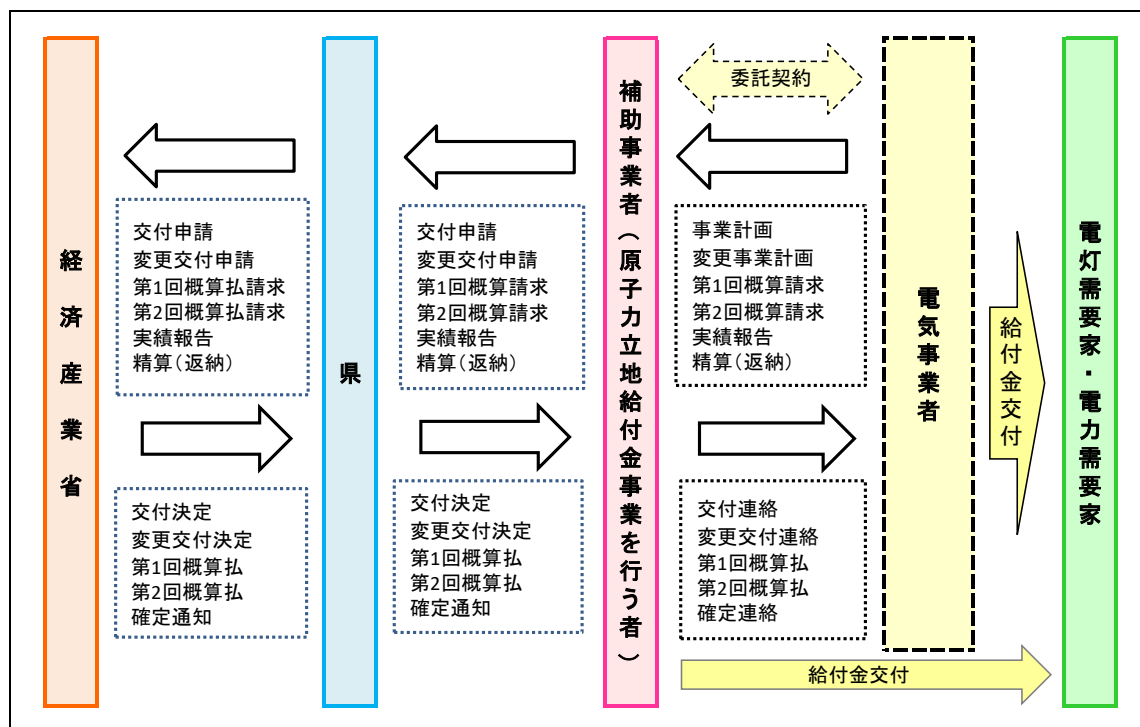 経済産業省
交付申請
変更交付申請
第1回概算払請求
第2回概算払請求
実績報告
精算(返納)
交付決定
変更交付決定
第1回概算払
第2回概算払
確定通知
県
交付申請
変更交付申請
第1回概算請求
第2回概算請求
実績報告
精算(返納)
交付決定
変更交付決定
第1回概算払
第2回概算払
確定通知
補助事業者(原子力立地給付金事業を行う者)
委託契約
事業計画
変更事業計画
第1回概算請求
第2回概算請求
実績報告
精算(返納)
交付連絡
変更交付連絡
第1回概算払
第2回概算払
確定連絡
電気事業者
給付金交付
給付金交付
電灯需要家・電力需要家